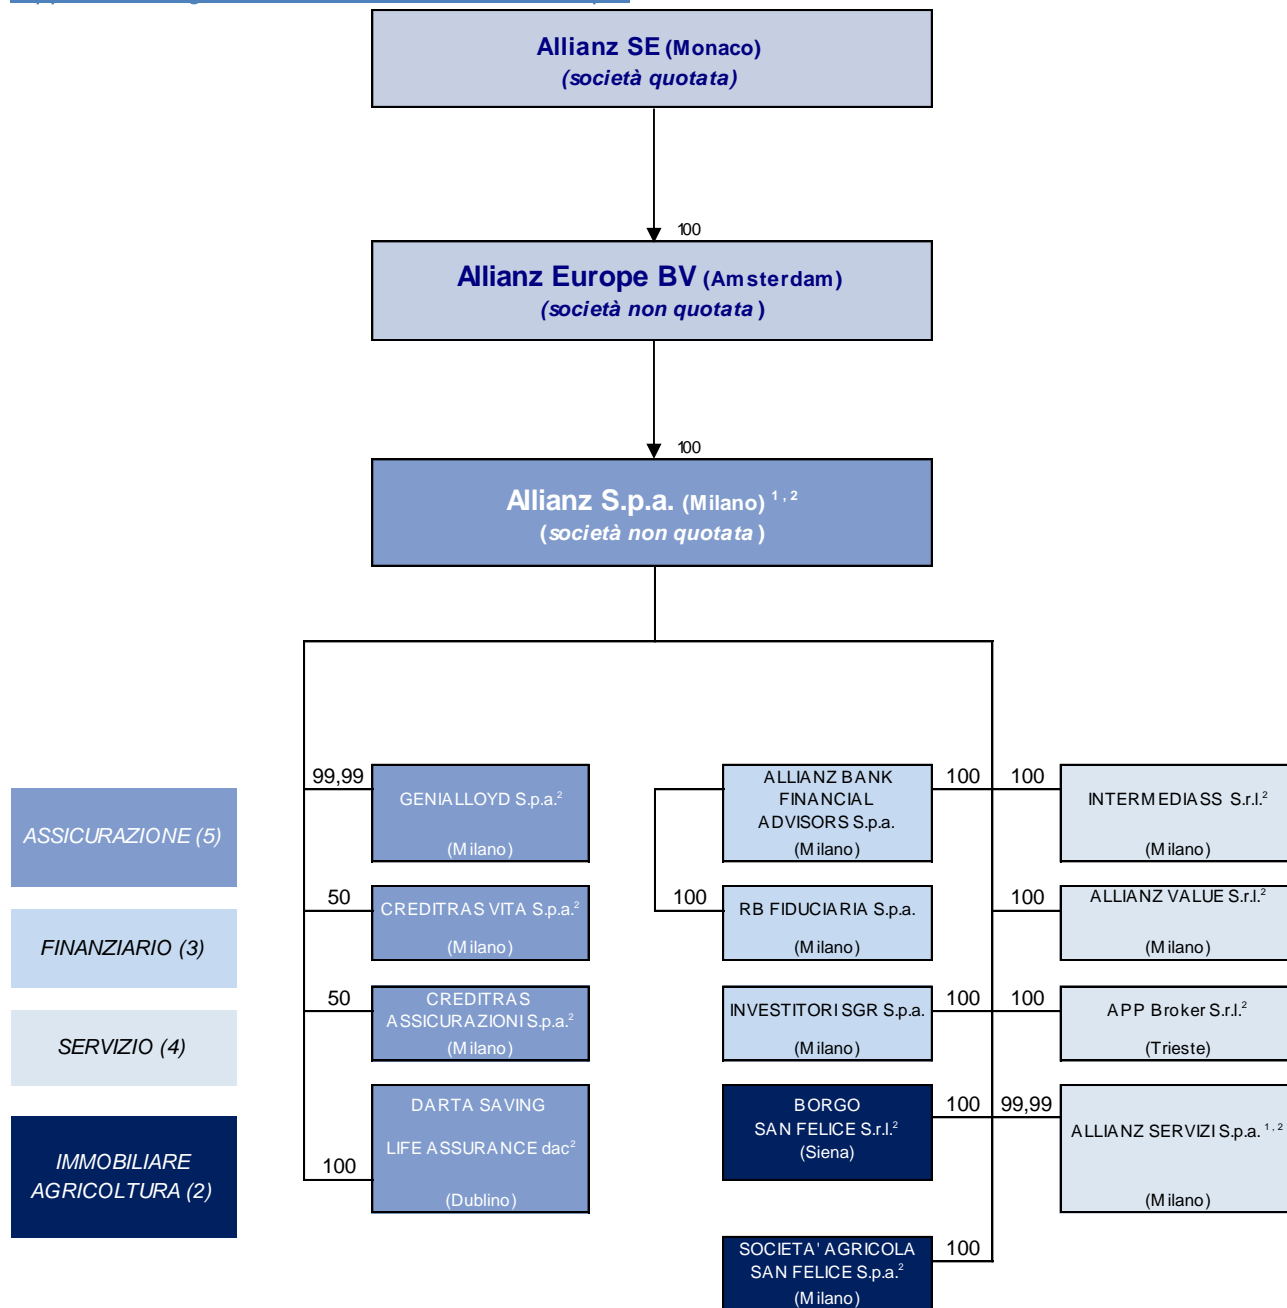 Allianz SE (Monaco)
(società quotata)
100
Allianz Europe BV (Amsterdam)
(società non quotata )
100
Allianz S.p.a. (Milano) ¹ʼ²
(società non quotata )
99,99
GENIALLOYD S.p.a.²
(Milano)
50
CREDITRAS VITA S.p.a.²
(Milano)
50
CREDITRAS
ASSICURAZIONI S.p.a.²
(Milano)
100
DARTA SAVING
LIFE ASSURANCE dac²
(Dublino)
ASSICURAZIONE (5)
FINANZIARIO (3)
SERVIZIO (4)
IMMOBILIARE
AGRICOLTURA (2)
ALLIANZ BANK
FINANCIAL
ADVISORS S.p.a.
(Milano)
100
100
RB FIDUCIARIA S.p.a.
(Milano)
INVESTITORI SGR S.p.a.
(Milano)
100
BORGO
SAN FELICE S.r.l.²
(Siena)
100
SOCIETA' AGRICOLA
SAN FELICE S.p.a.²
(Milano)
100
100
INTERMEDIASS S.r.l.²
(Milano)
100
ALLIANZ VALUE S.r.l.²
(Milano)
100
APP Broker S.r.l.²
(Trieste)
99,99
ALLIANZ SERVIZI S.p.a. ¹ʼ²
(Milano)